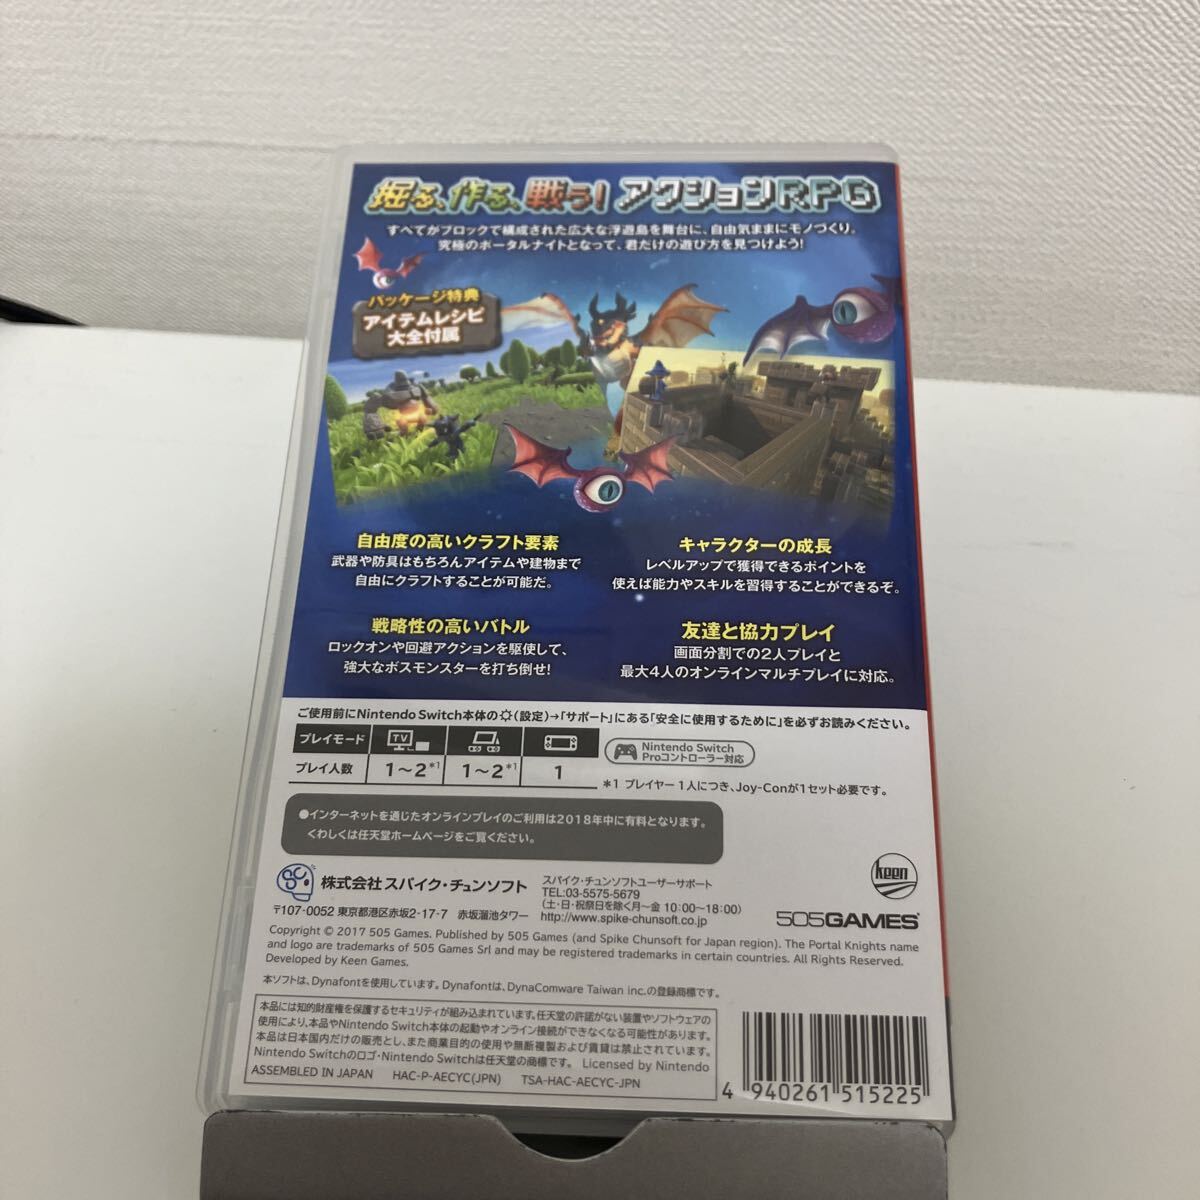 掘る、作る、戦う！ アクションRPG
すべてがブロックで構成された広大な浮遊島を舞台に、自由気ままにモノづくり。
究極のポータルナイトとなって、君だけの遊び方を見つけよう！
パッケージ特典
アイテムレシピ
大全付属
自由度の高いクラフト要素
武器や防具はもちろんアイテムや建物まで
自由にクラフトすることが可能だ。
キャラクターの成長
レベルアップで獲得できるポイントを
使えば能力やスキルを習得することができるぞ。
戦略性の高いバトル
ロックオンや回避アクションを駆使して、
強大なボスモンスターを打ち倒せ！
友達と協力プレイ
画面分割での2人プレイと
最大4人のオンラインマルチプレイに対応。
ご使用前にNintendo Switch本体の（設定）→「サポート」にある「安全に使用するために」を必ずお読みください。
プレイモード TV
プレイ人数 1～2*1 1～2*1 1
Nintendo Switch
Proコントローラー対応
*1 プレイヤー1人につき、Joy-Conが1セット必要です。
●インターネットを通じたオンラインプレイのご利用は2018年中に有料となります。
くわしくは任天堂ホームページをご覧ください。
SC 株式会社 スパイク・チュンソフト
〒107-0052 東京都港区赤坂2-17-7 赤坂溜池タワー
スパイク・チュンソフトユーザーサポート
TEL:03-5575-5679
（土・日・祝祭日を除く月～金 10:00～18:00）
http://www.spike-chunsoft.co.jp
keen
505GAMES
Copyright © 2017 505 Games. Published by 505 Games (and Spike Chunsoft for Japan region). The Portal Knights name
and logo are trademarks of 505 Games Srl and may be registered trademarks in certain countries. All Rights Reserved.
Developed by Keen Games.
本ソフトは、Dynafontを使用しています。Dynafontは、DynaComware Taiwan inc.の登録商標です。
本品には知的財産権を保護するセキュリティが組み込まれています。任天堂の許諾がない装置やソフトウェアの
使用により、本品やNintendo Switch本体の起動やオンライン接続ができなくなる可能性があります。
本品は日本国内だけの販売とし、また商業目的の使用や無断複製および賃貸は禁止されています。
Nintendo Switchのロゴ・Nintendo Switchは任天堂の商標です。 Licensed by Nintendo
ASSEMBLED IN JAPAN HAC-P-AECYC(JPN) TSA-HAC-AECYC-JPN
4 940261 515225